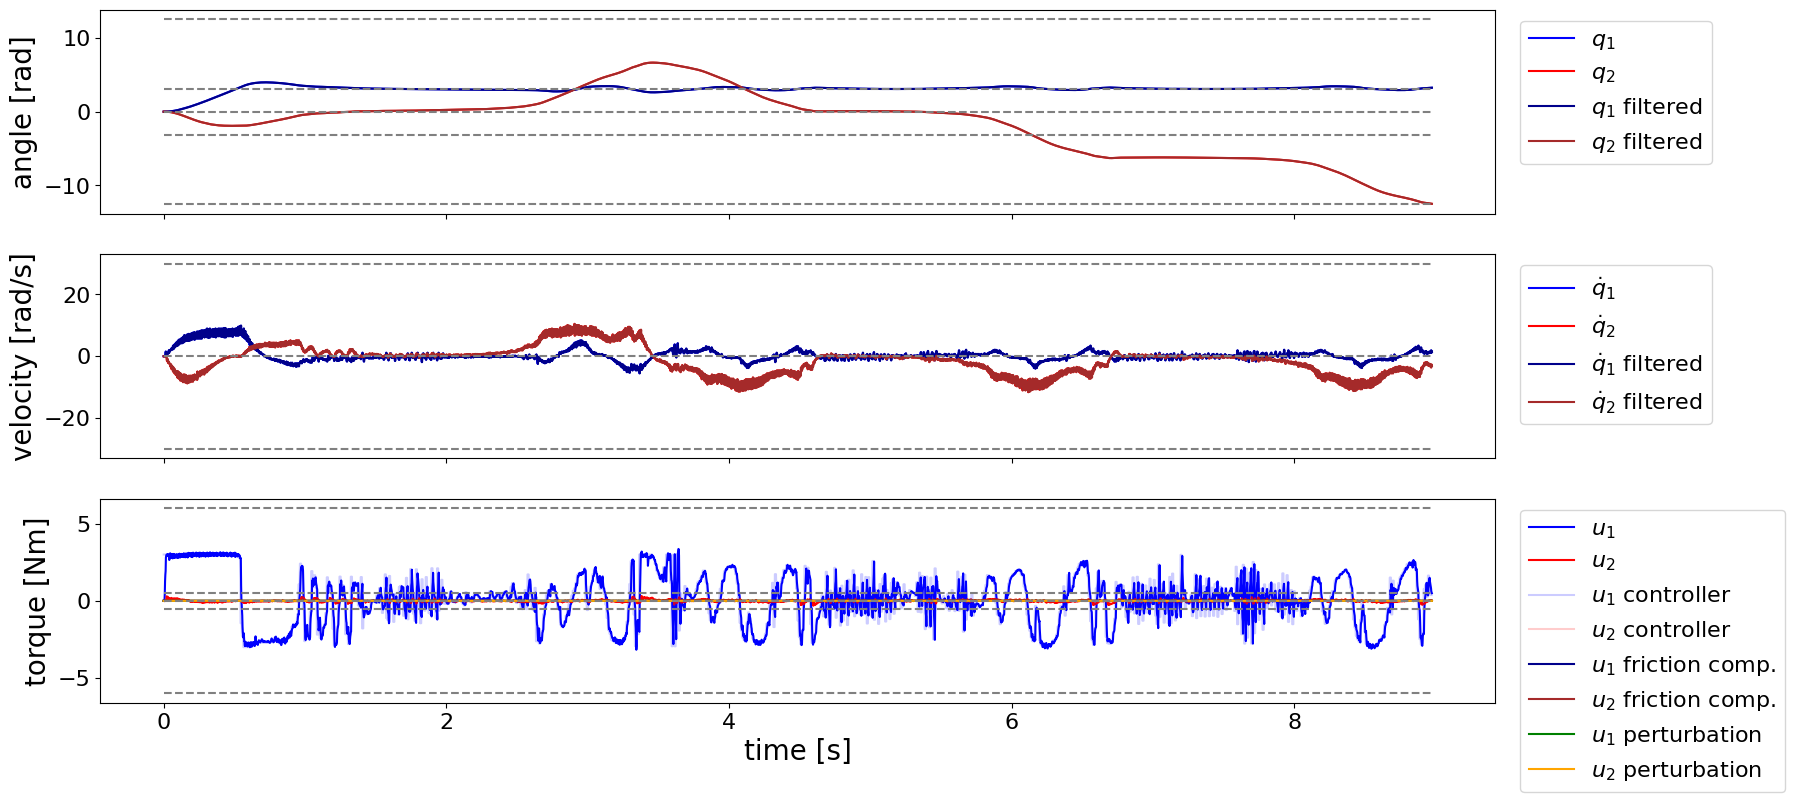 angle [rad]
10
0
−10
q₁
q₂
q₁ filtered
q₂ filtered
velocity [rad/s]
20
0
−20
q̇₁
q̇₂
q̇₁ filtered
q̇₂ filtered
torque [Nm]
5
0
−5
0 2 4 6 8
time [s]
u₁
u₂
u₁ controller
u₂ controller
u₁ friction comp.
u₂ friction comp.
u₁ perturbation
u₂ perturbation